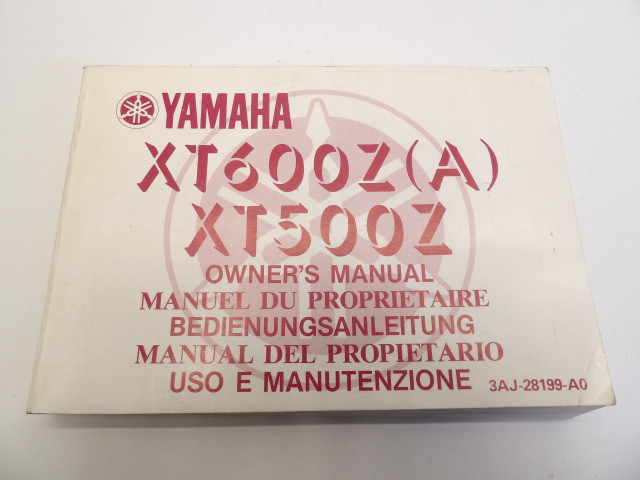 YAMAHA
XT600Z(A)
XT500Z
OWNER'S MANUAL
MANUEL DU PROPRIETAIRE
BEDIENUNGSANLEITUNG
MANUAL DEL PROPIETARIO
USO E MANUTENZIONE 3AJ-28199-A0